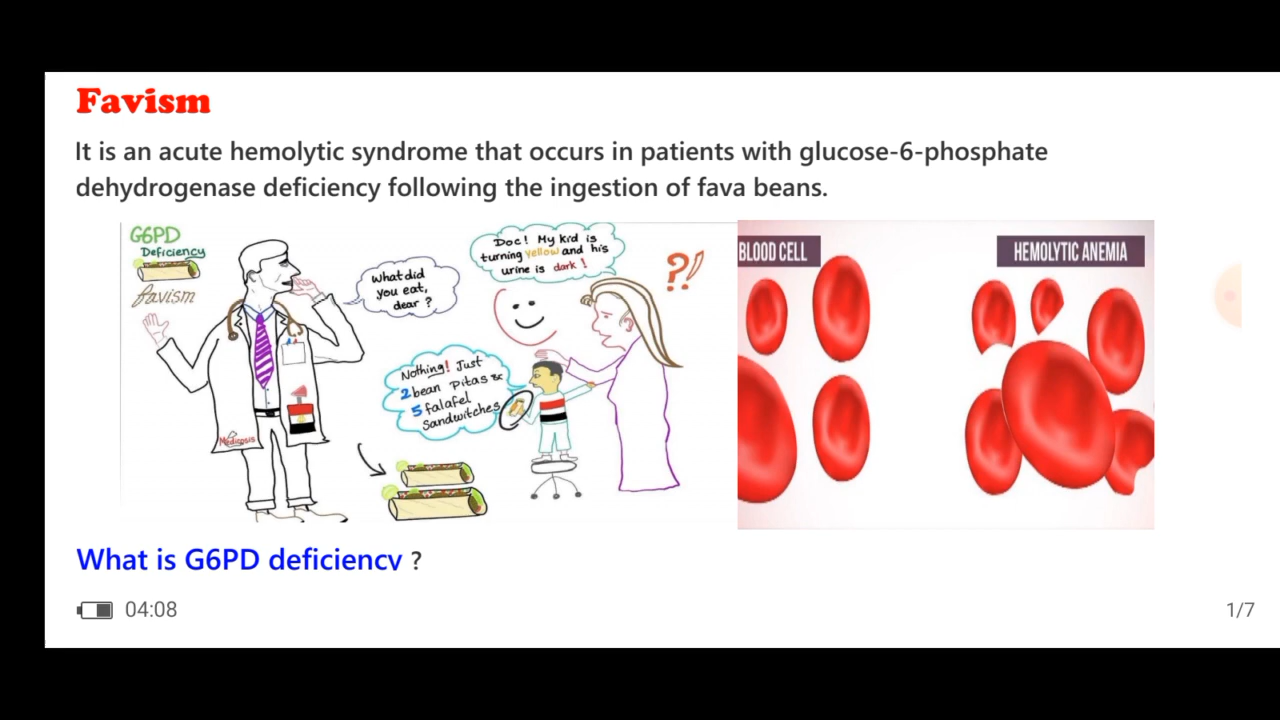 Favism
It is an acute hemolytic syndrome that occurs in patients with glucose-6-phosphate
dehydrogenase deficiency following the ingestion of fava beans.
G6PD
Deficiency
favism
What did
you eat,
dear ?
Doc! My kid is
turning yellow and his
urine is dark !
?!
Nothing! Just
2 bean Pitas &
5 falafel
Sandwitches
Medicosis
BLOOD CELL
HEMOLYTIC ANEMIA
What is G6PD deficiency ?
04:08
1/7